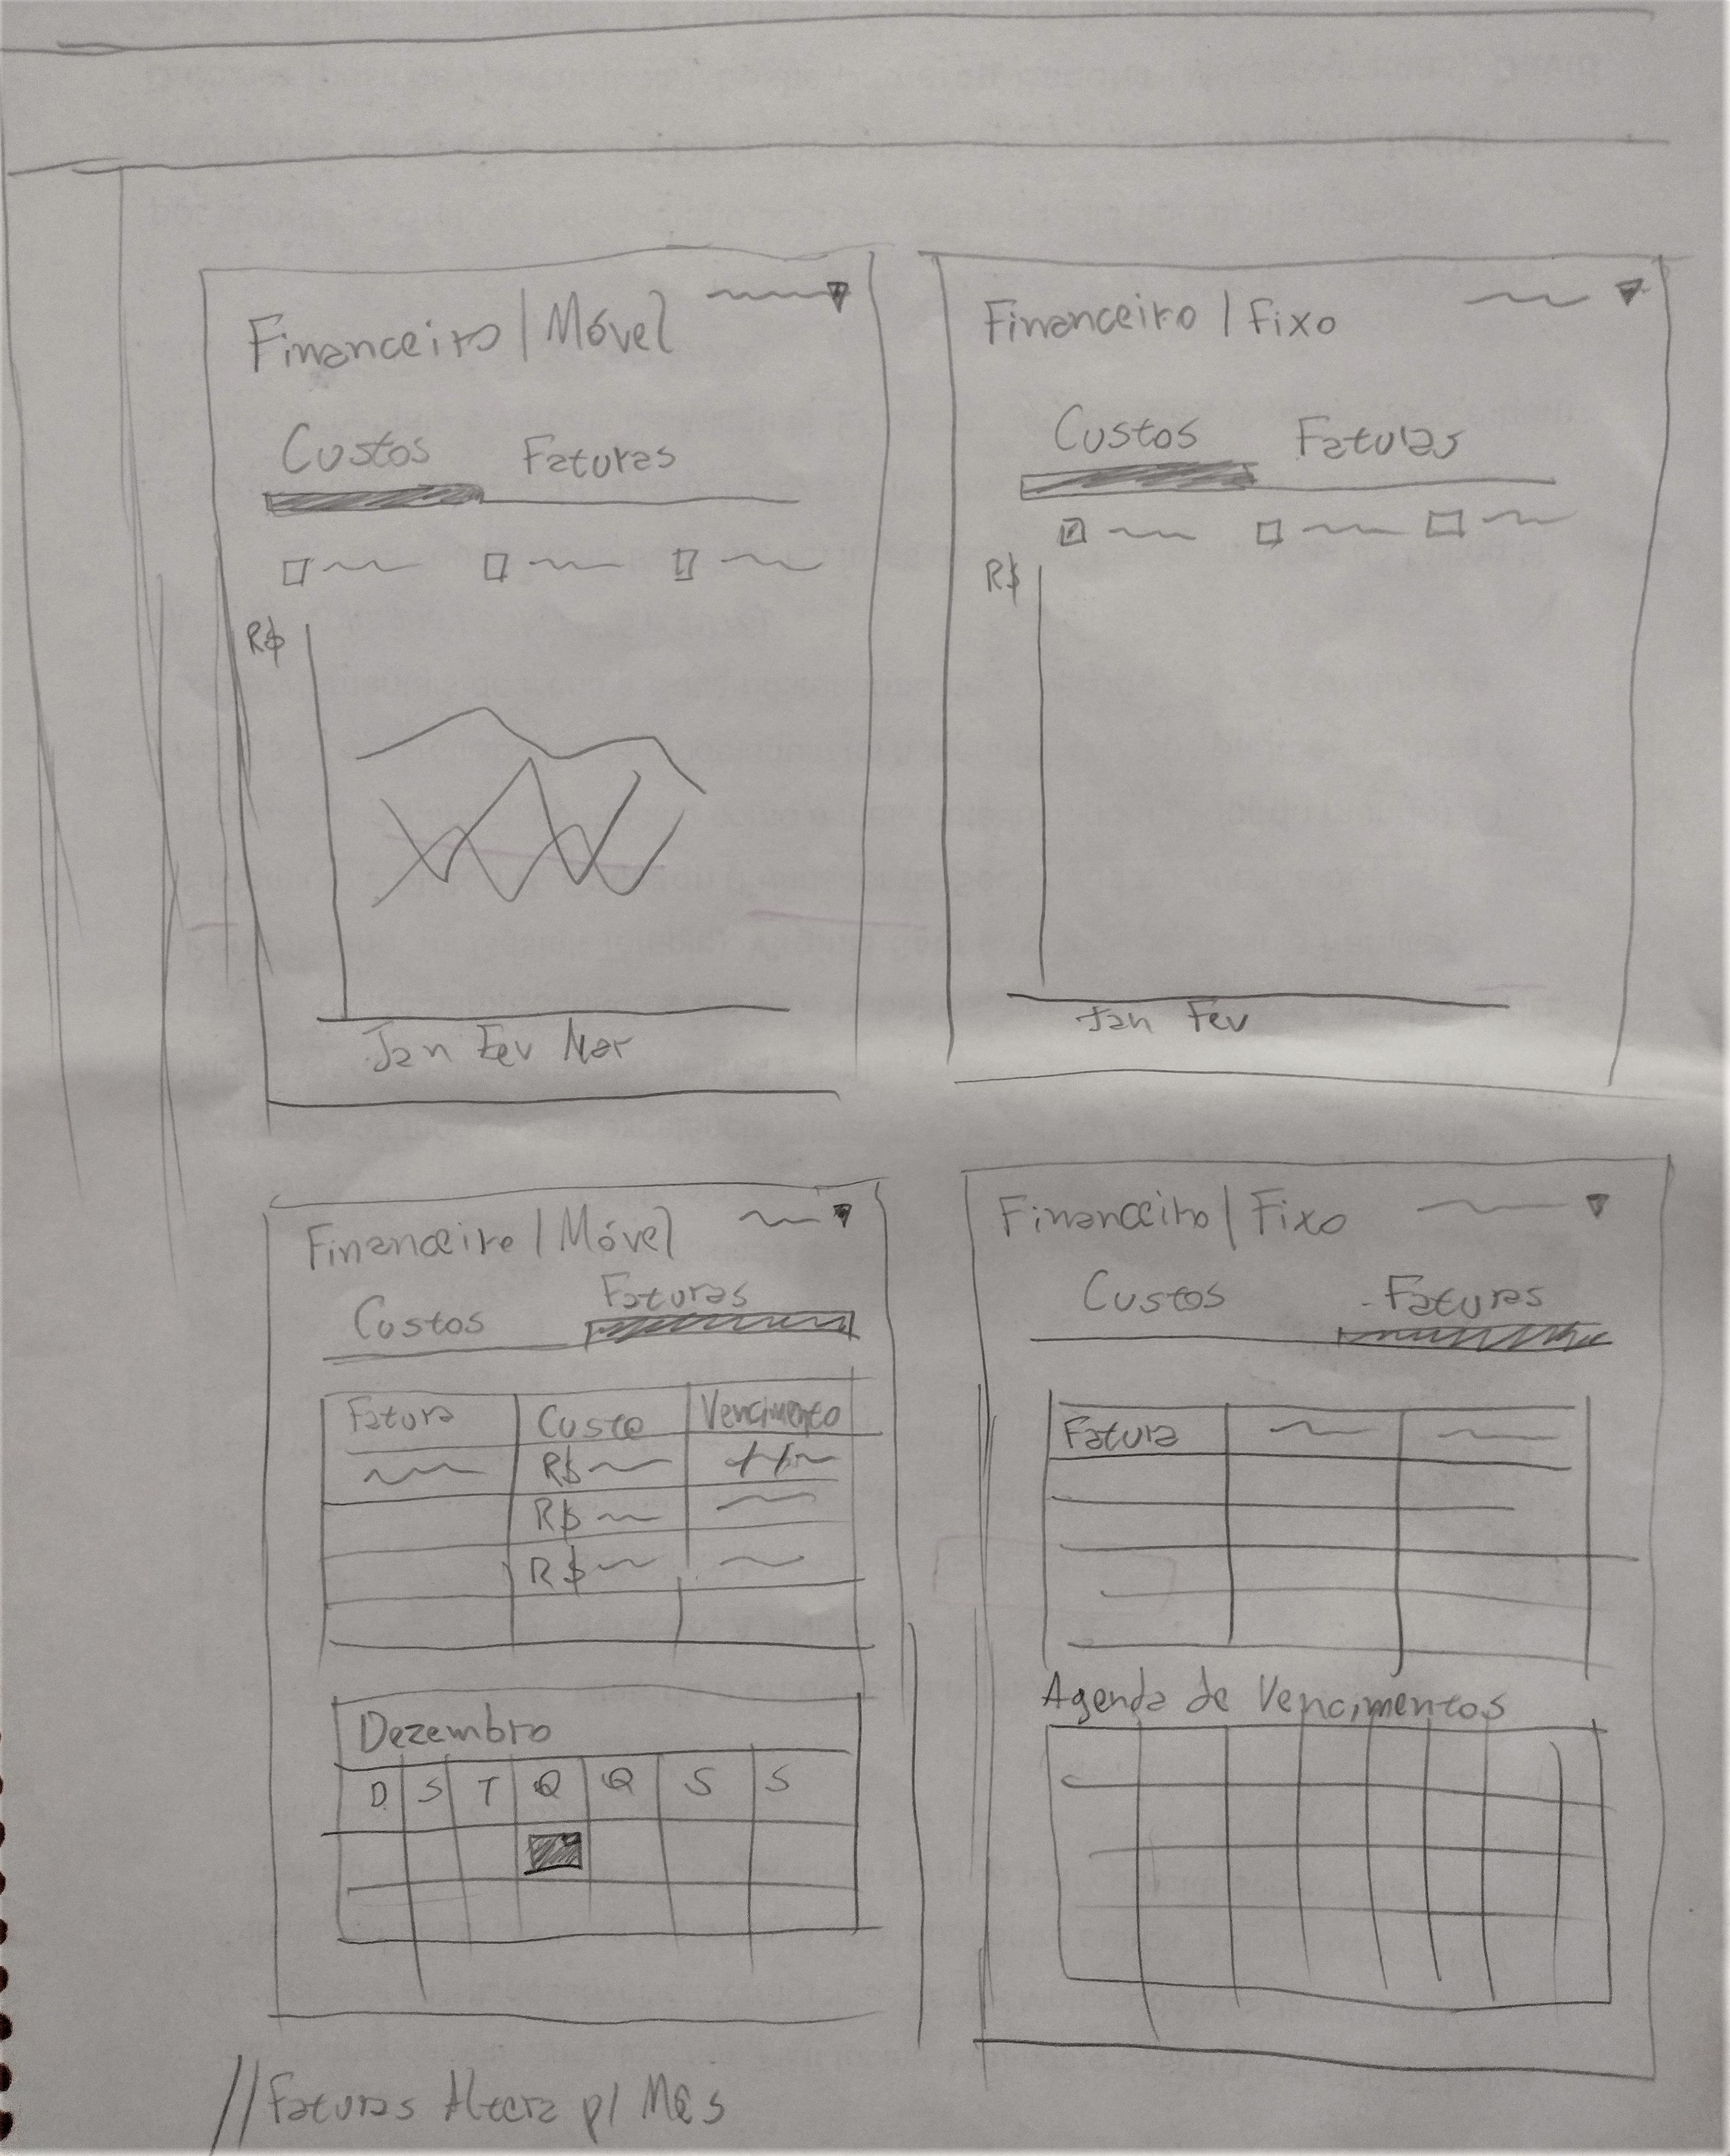 Financeiro | Móvel
Custos Faturas
R$
Jan Fev Mar
Financeiro | Fixo
Custos Faturas
R$
Jan Fev
Financeiro | Móvel
Custos Faturas
Fatura Custo Vencimento
R$
R$
R$
Dezembro
D S T Q Q S S
Financeiro | Fixo
Custos Faturas
Fatura
Agenda de Vencimentos
// Faturas Altera p/ Mês